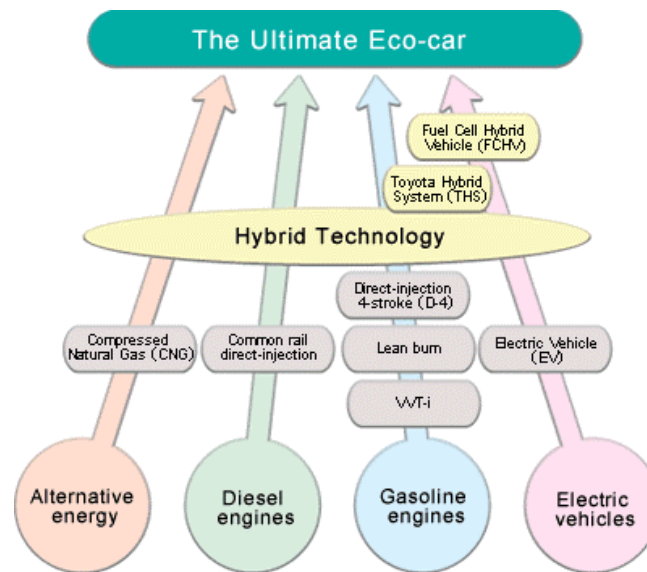 The Ultimate Eco-car
Fuel Cell Hybrid
Vehicle (FCHV)
Toyota Hybrid
System (THS)
Hybrid Technology
Direct-injection
4-stroke (D-4)
Compressed
Natural Gas (CNG)
Common rail
direct-injection
Lean burn
Electric Vehicle
(EV)
VVT-i
Alternative
energy
Diesel
engines
Gasoline
engines
Electric
vehicles